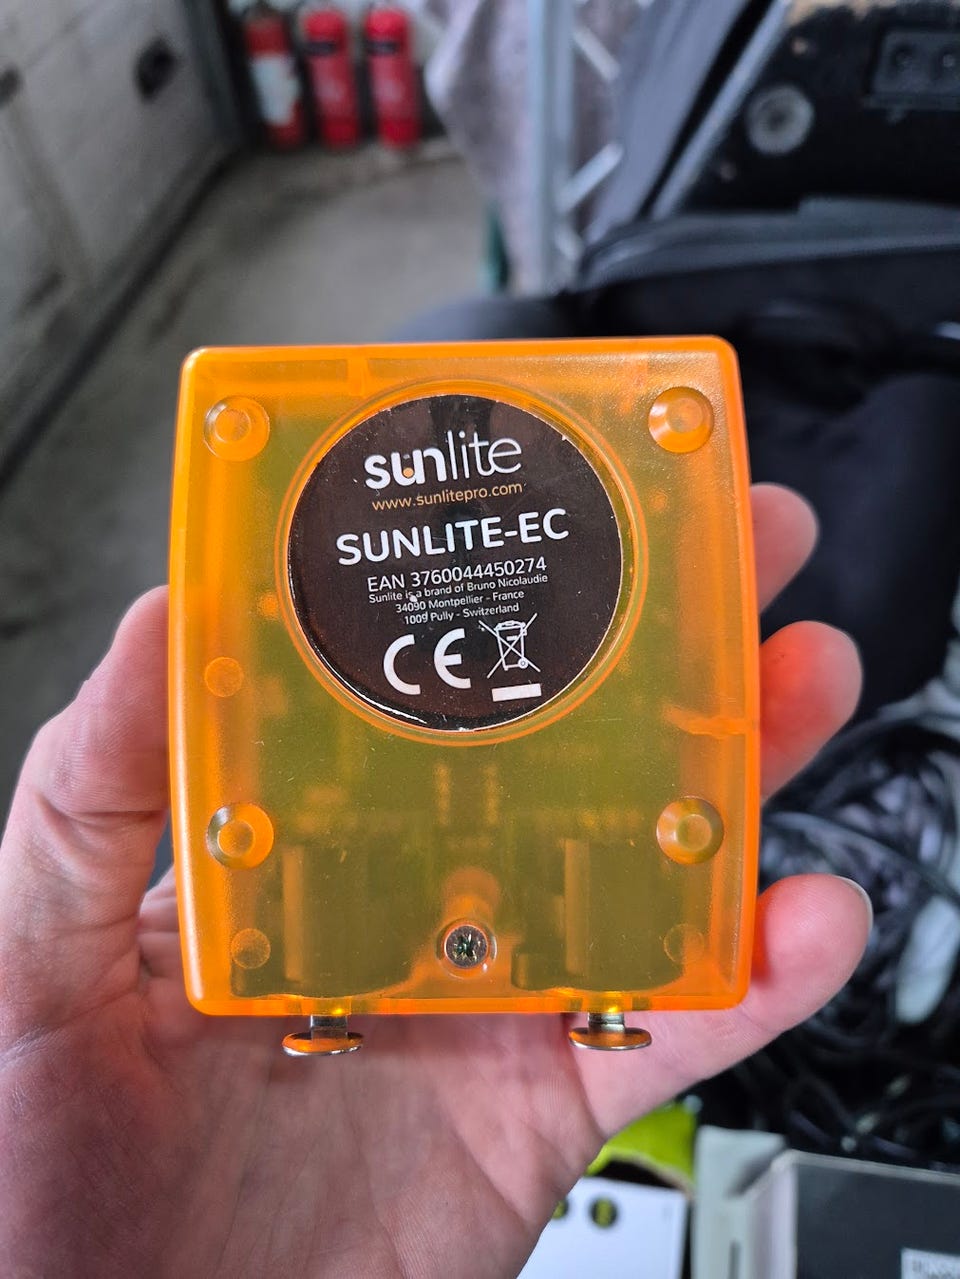 sunlite
www.sunlitepro.com
SUNLITE-EC
EAN 3760044450274
Sunlite is a brand of Bruno Nicolaudie
34090 Montpellier - France
1009 Pully - Switzerland
CE